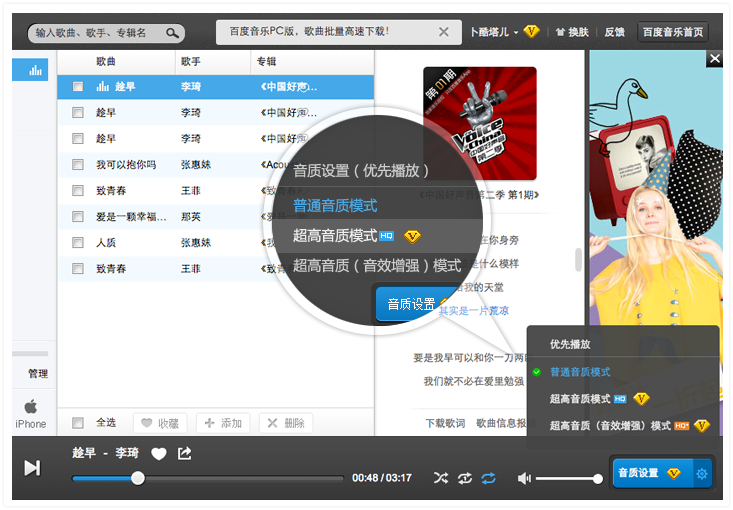 输入歌曲、歌手、专辑名
百度音乐PC版，歌曲批量高速下载！
卜酷塔儿
换肤
反馈
百度音乐首页
歌曲 歌手 专辑
趁早 李琦 《中国好声...
趁早 李琦 《中国好声...
趁早 李琦 《中国好
我可以抱你吗 张惠妹 《Acou
致青春 王菲 《致
爱是一颗幸福... 那英 《
人质 张惠妹 《
致青春 王菲 《致青
第01期
The Voice of China
中国好声音
第二季
《中国好声音第二季 第1期》
音质设置（优先播放）
普通音质模式
超高音质模式 HQ
超高音质（音效增强）模式
音质设置
在你身旁
是什么模样
给我的天堂
其实是一片荒凉
要是我早可以和你一刀两
我们就不必在爱里勉强
下载歌词 歌曲信息报
优先播放
普通音质模式
超高音质模式 HQ
超高音质（音效增强）模式 HQ+
管理
iPhone
全选 收藏 添加 删除
趁早 - 李琦
00:48 / 03:17
音质设置